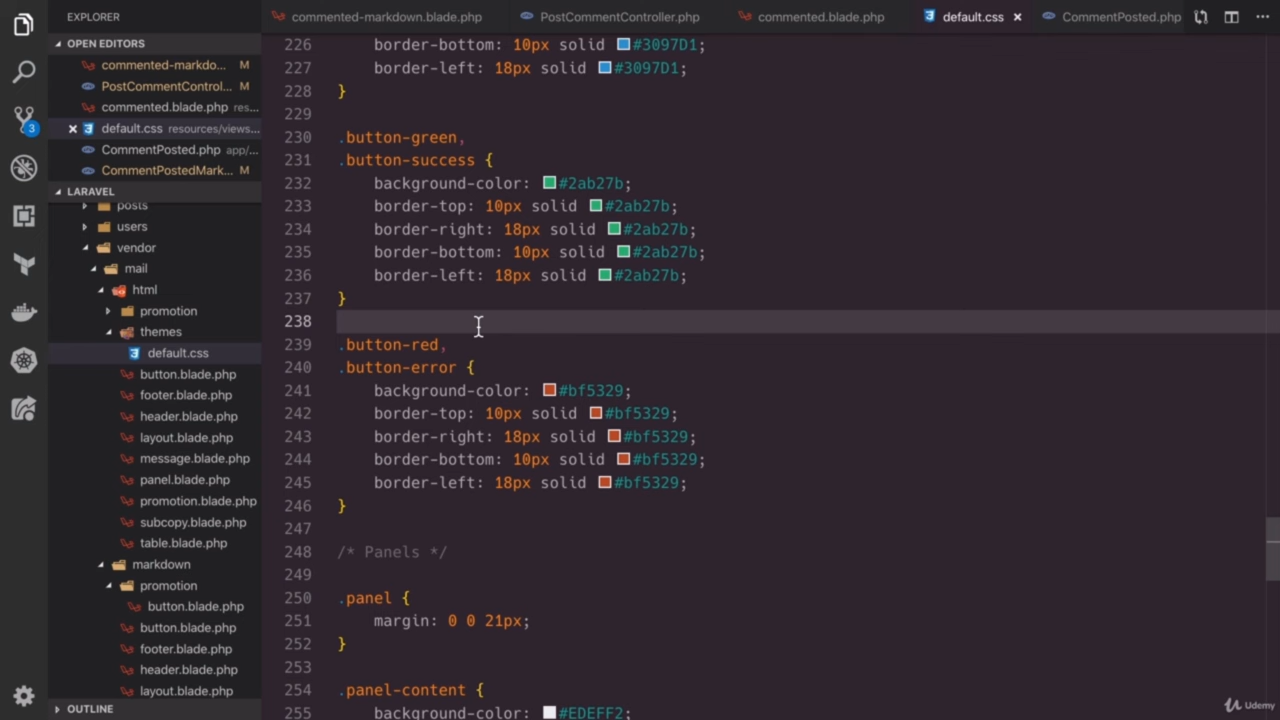 EXPLORER
OPEN EDITORS
commented-markdo... M
PostCommentControl... M
commented.blade.php res...
default.css resources/views...
CommentPosted.php app/...
CommentPostedMark... M
LARAVEL
posts
users
vendor
mail
html
promotion
themes
default.css
button.blade.php
footer.blade.php
header.blade.php
layout.blade.php
message.blade.php
panel.blade.php
promotion.blade.php
subcopy.blade.php
table.blade.php
markdown
promotion
button.blade.php
button.blade.php
footer.blade.php
header.blade.php
layout.blade.php
OUTLINE
3
commented-markdown.blade.php PostCommentController.php commented.blade.php default.css CommentPosted.php
226 border-bottom: 10px solid #3097D1;
227 border-left: 18px solid #3097D1;
228 }
229
230 .button-green,
231 .button-success {
232 background-color: #2ab27b;
233 border-top: 10px solid #2ab27b;
234 border-right: 18px solid #2ab27b;
235 border-bottom: 10px solid #2ab27b;
236 border-left: 18px solid #2ab27b;
237 }
238
239 .button-red,
240 .button-error {
241 background-color: #bf5329;
242 border-top: 10px solid #bf5329;
243 border-right: 18px solid #bf5329;
244 border-bottom: 10px solid #bf5329;
245 border-left: 18px solid #bf5329;
246 }
247
248 /* Panels */
249
250 .panel {
251 margin: 0 0 21px;
252 }
253
254 .panel-content {
255 background-color: #EDEFF2;
Udemy